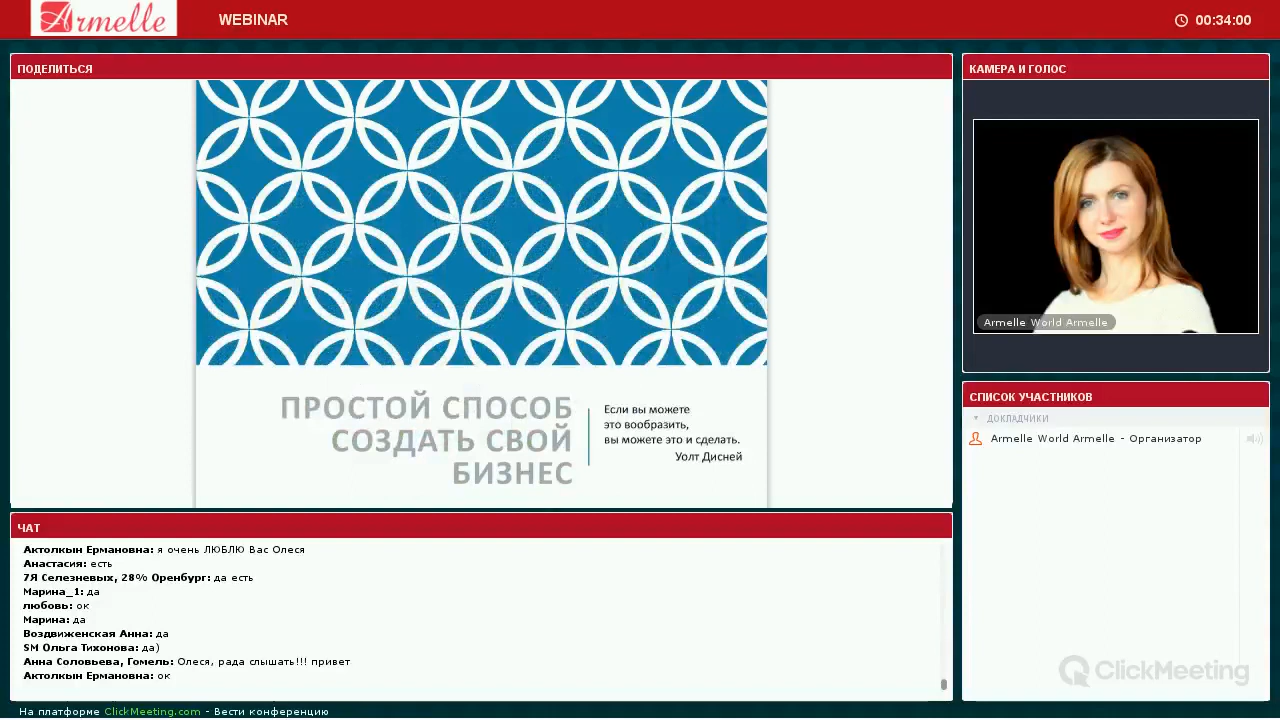 Armelle
WEBINAR
00:34:00
ПОДЕЛИТЬСЯ
ПРОСТОЙ СПОСОБ
СОЗДАТЬ СВОЙ
БИЗНЕС
Если вы можете
это вообразить,
вы можете это и сделать.
Уолт Дисней
КАМЕРА И ГОЛОС
Armelle World Armelle
СПИСОК УЧАСТНИКОВ
ДОКЛАДЧИКИ
Armelle World Armelle - Организатор
ClickMeeting
ЧАТ
Актолкын Ермановна: я очень ЛЮБЛЮ Вас Олеся
Анастасия: есть
7Я Селезневых, 28% Оренбург: да есть
Марина_1: да
любовь: ок
Марина: да
Воздвиженская Анна: да
SM Ольга Тихонова: да)
Анна Соловьева, Гомель: Олеся, рада слышать!!! привет
Актолкын Ермановна: ок
На платформе ClickMeeting.com - Вести конференцию